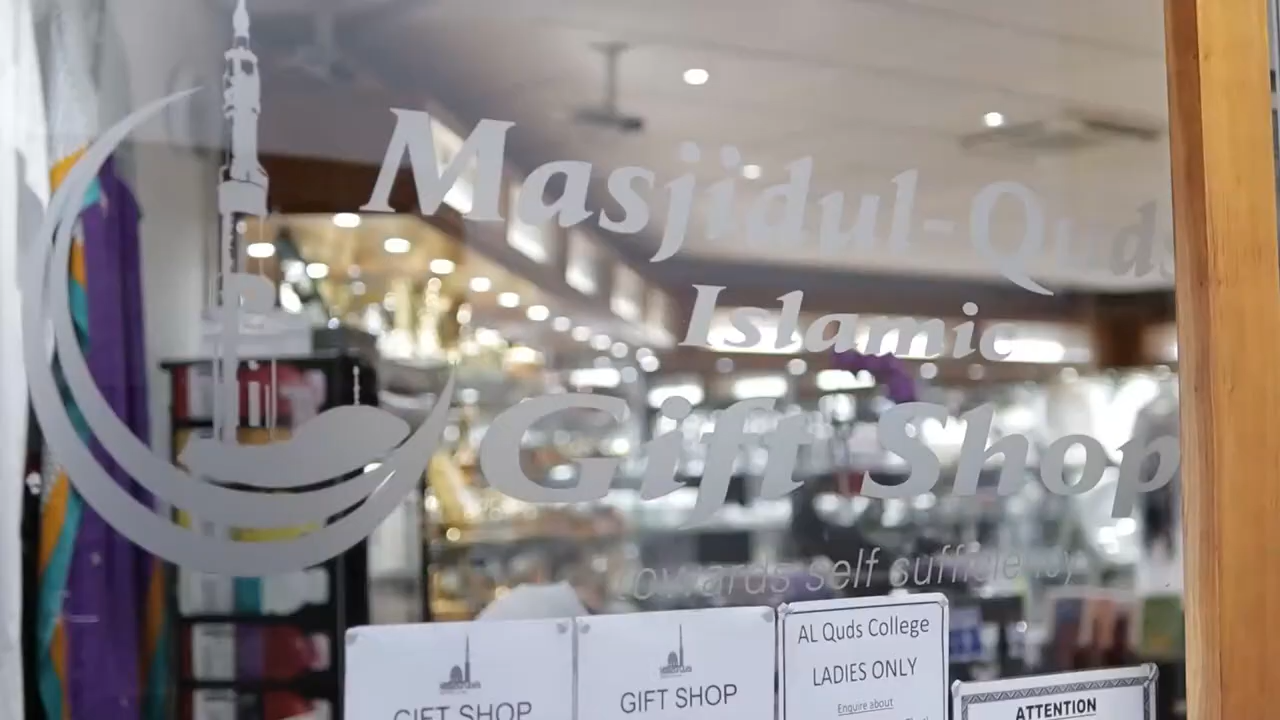 Masjidul-Quds
Islamic
Gift Shop
towards self sufficiency
GIFT SHOP
GIFT SHOP
AL Quds College
LADIES ONLY
Enquire about
ATTENTION